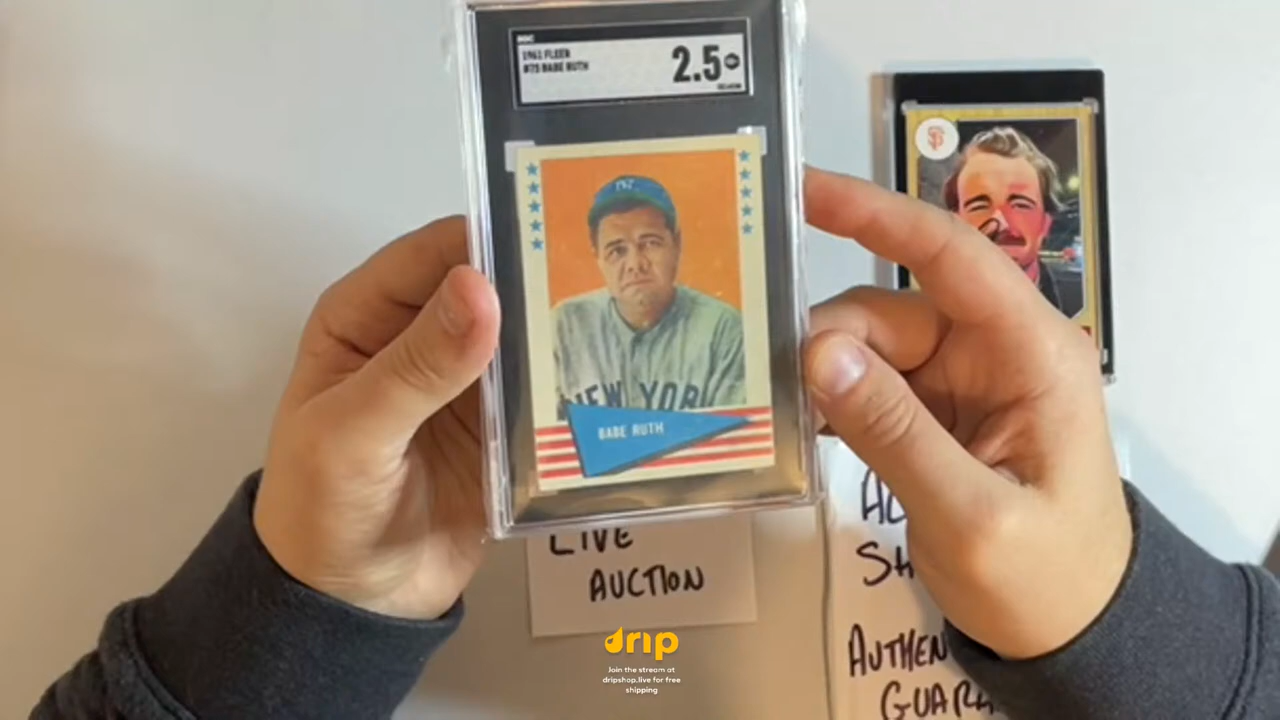 SGC
1961 FLEER
#75 BABE RUTH
2.5
NEW YORK
BABE RUTH
LIVE
AUCTION
drip
Join the stream at
dripshop.live for free
shipping